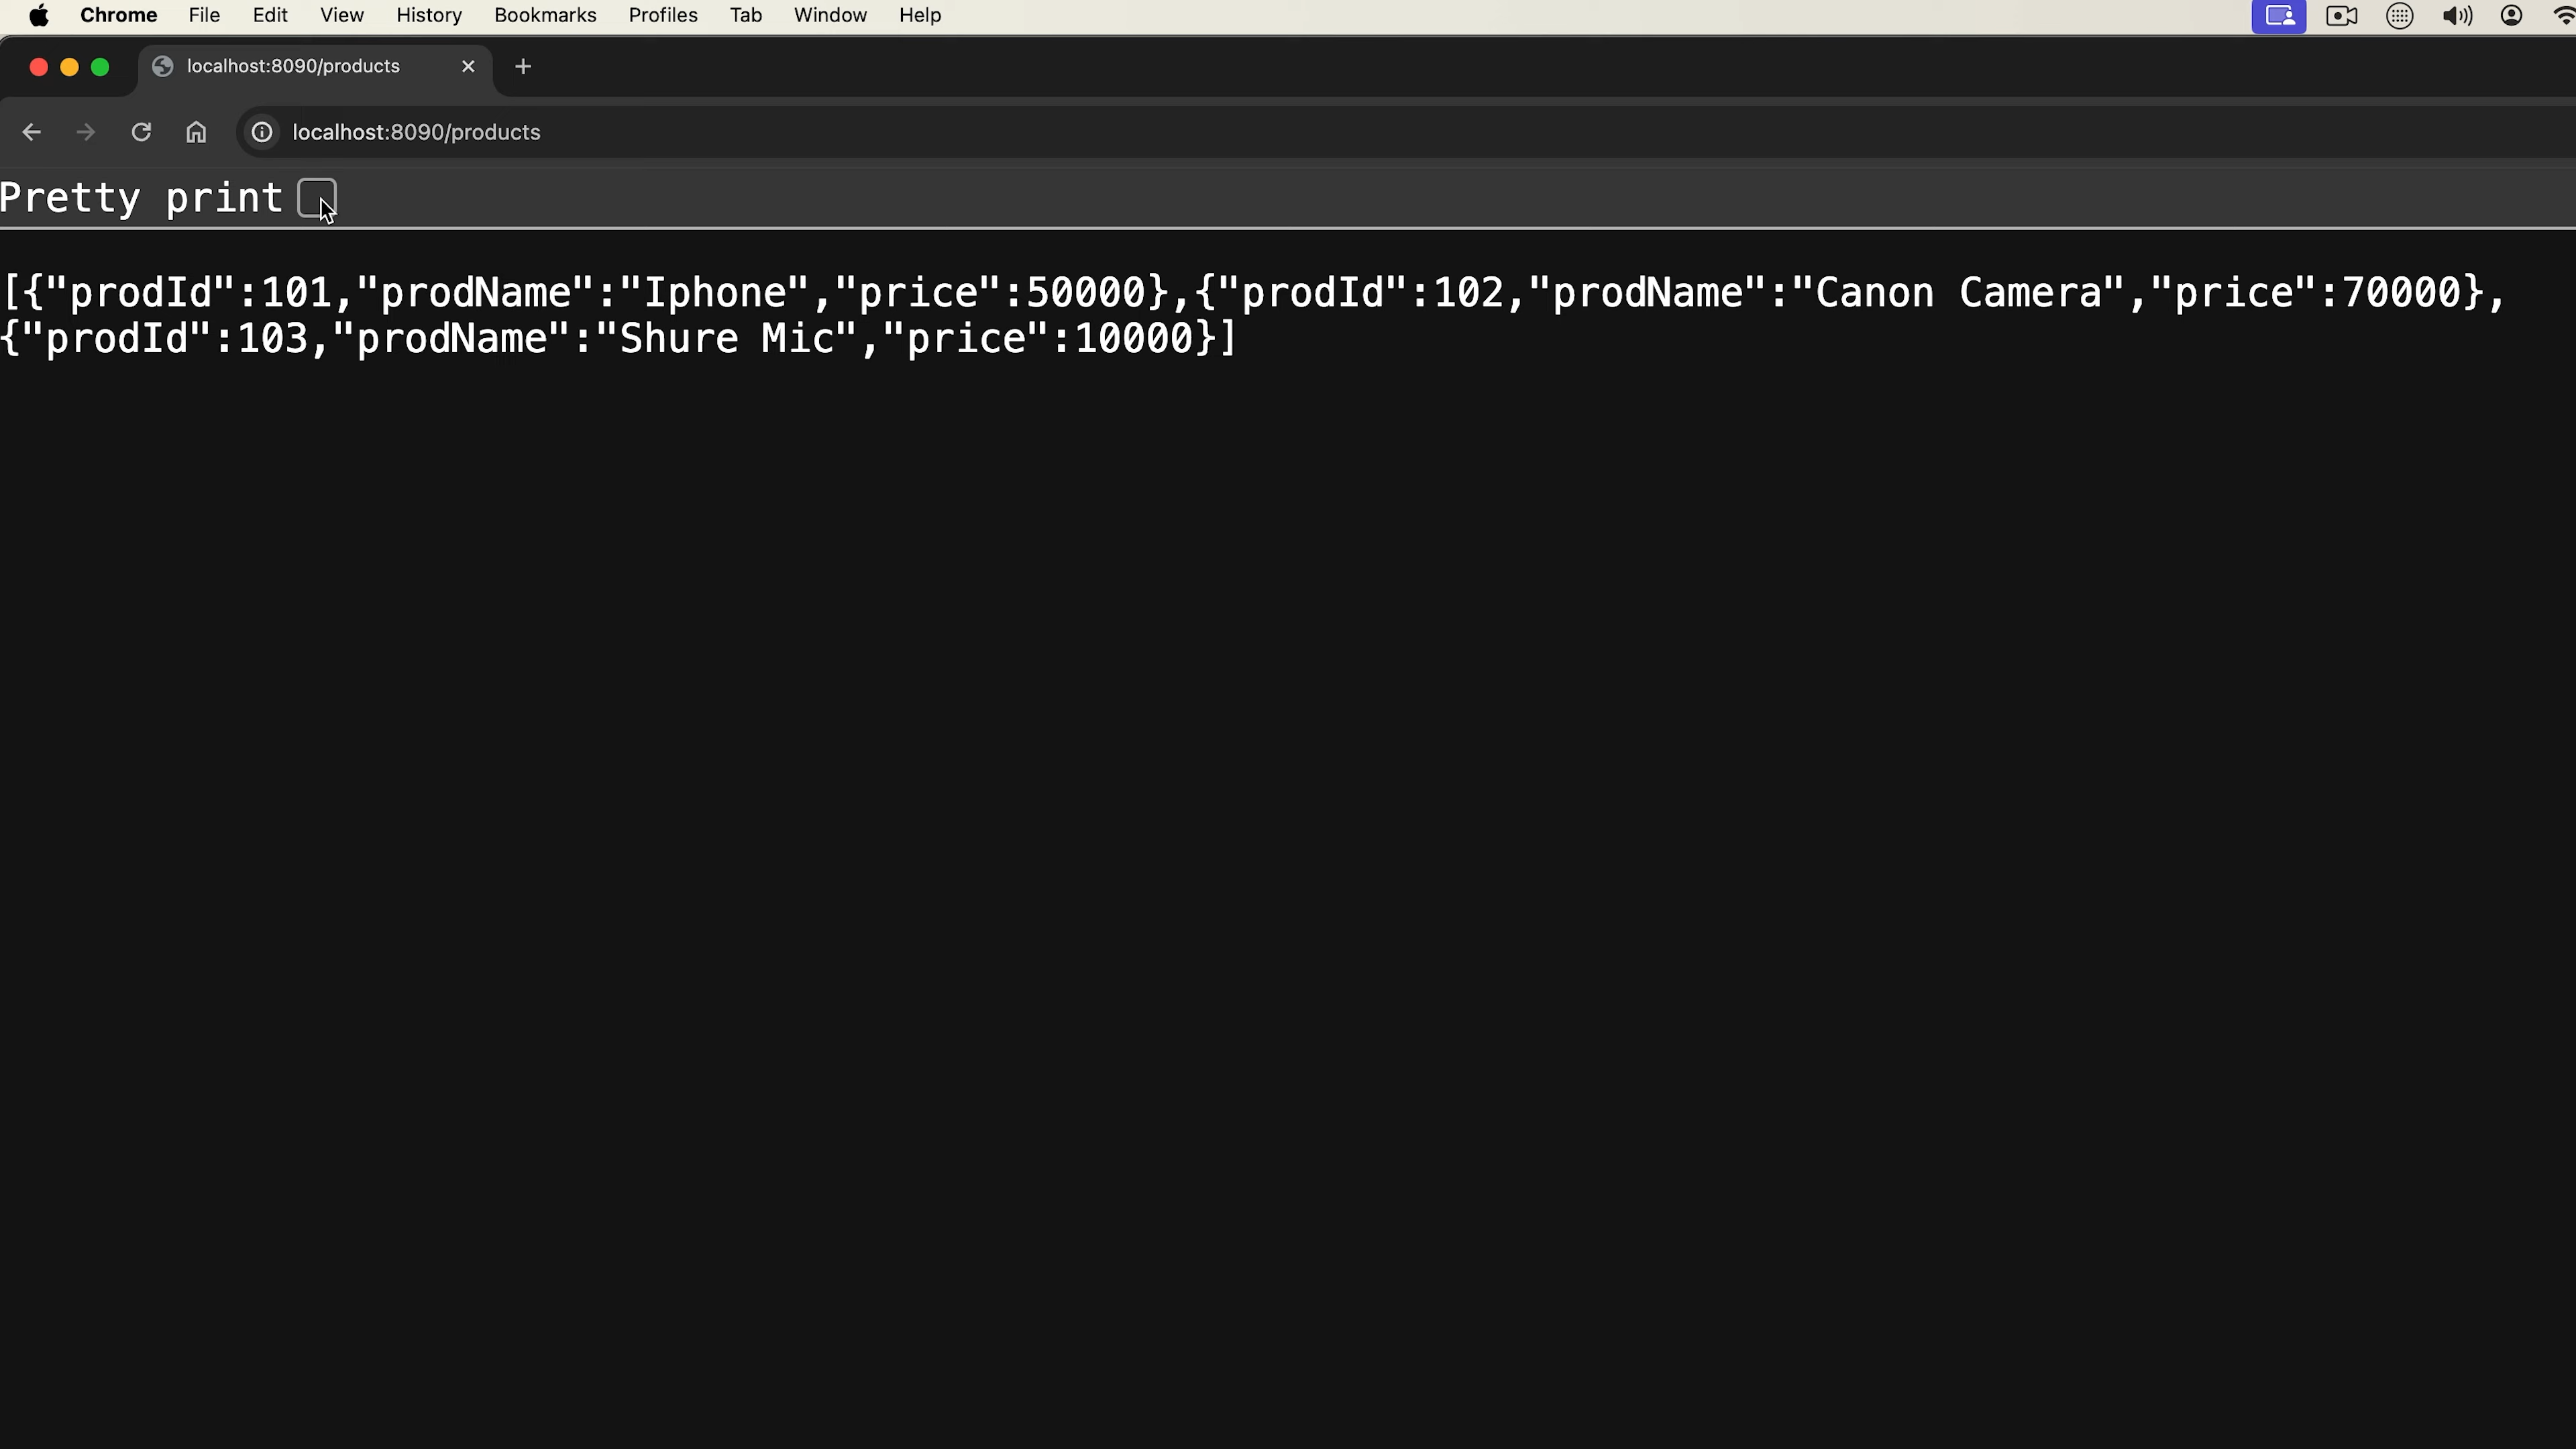 Chrome File Edit View History Bookmarks Profiles Tab Window Help
localhost:8090/products
localhost:8090/products
Pretty print
[{"prodId":101,"prodName":"Iphone","price":50000},{"prodId":102,"prodName":"Canon Camera","price":70000},
{"prodId":103,"prodName":"Shure Mic","price":10000}]